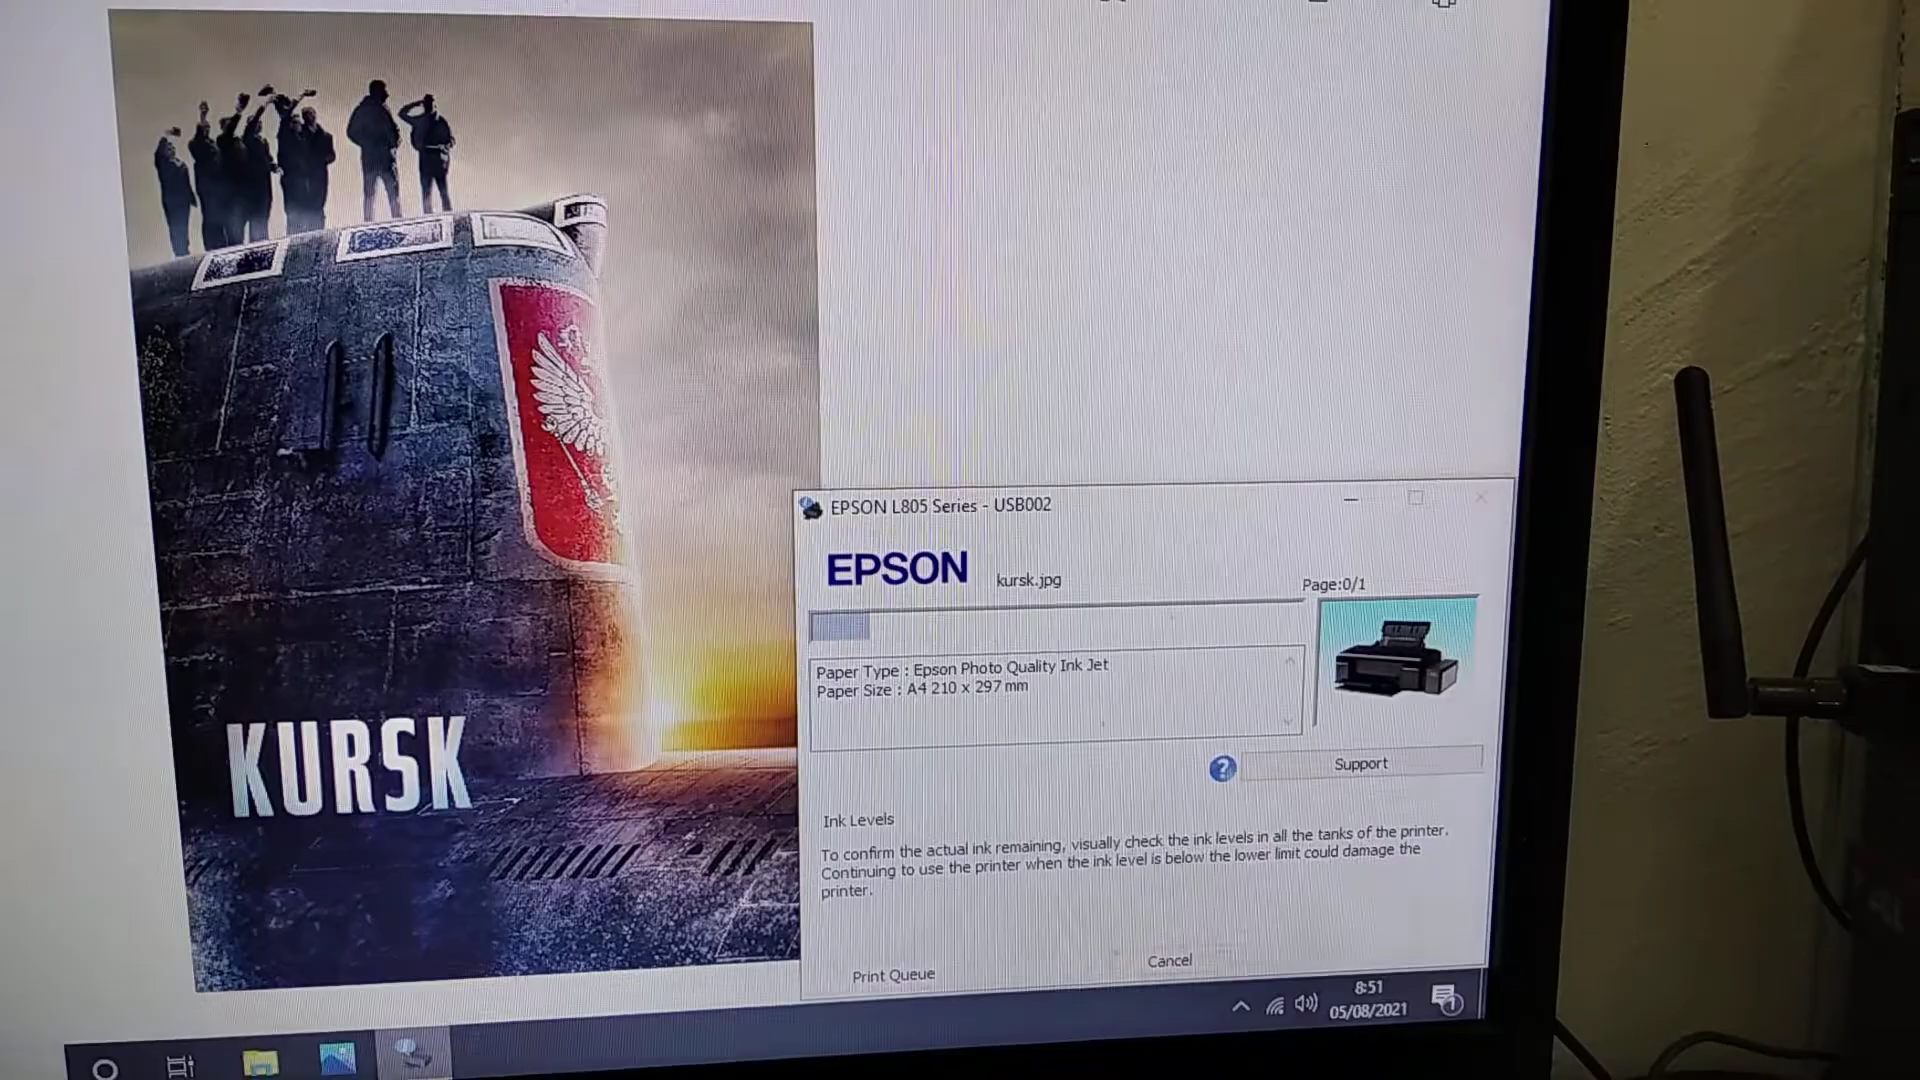 KURSK
EPSON L805 Series - USB002
EPSON
kursk.jpg
Page:0/1
Paper Type : Epson Photo Quality Ink Jet
Paper Size : A4 210 x 297 mm
Support
Ink Levels
To confirm the actual ink remaining, visually check the ink levels in all the tanks of the printer.
Continuing to use the printer when the ink level is below the lower limit could damage the
printer.
Print Queue
Cancel
8:51
05/08/2021
1